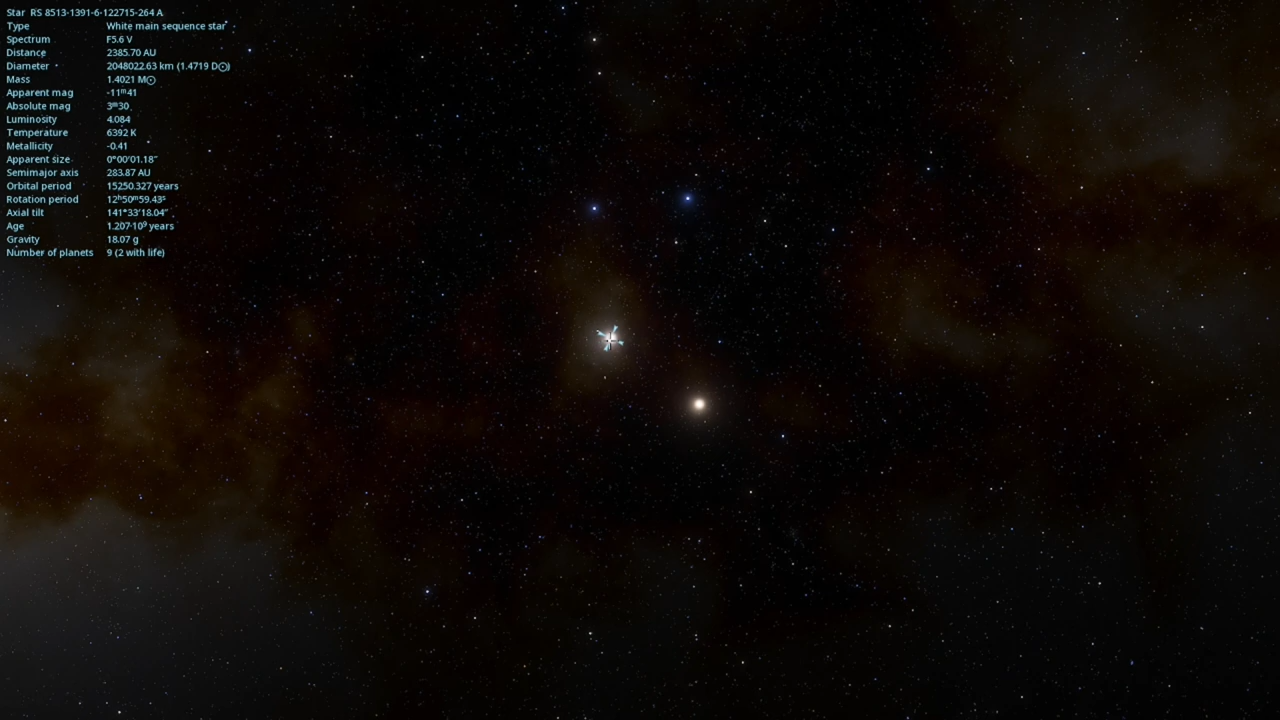 Star RS 8513-1391-6-122715-264 A
Type White main sequence star
Spectrum F5.6 V
Distance 2385.70 AU
Diameter 2048022.63 km (1.4719 D☉)
Mass 1.4021 M☉
Apparent mag -11ᵐ41
Absolute mag 3ᵐ30
Luminosity 4.084
Temperature 6392 K
Metallicity -0.41
Apparent size 0°00'01.18"
Semimajor axis 283.87 AU
Orbital period 15250.327 years
Rotation period 12ʰ50ᵐ59.43ˢ
Axial tilt 141°33'18.04"
Age 1.207·10⁹ years
Gravity 18.07 g
Number of planets 9 (2 with life)